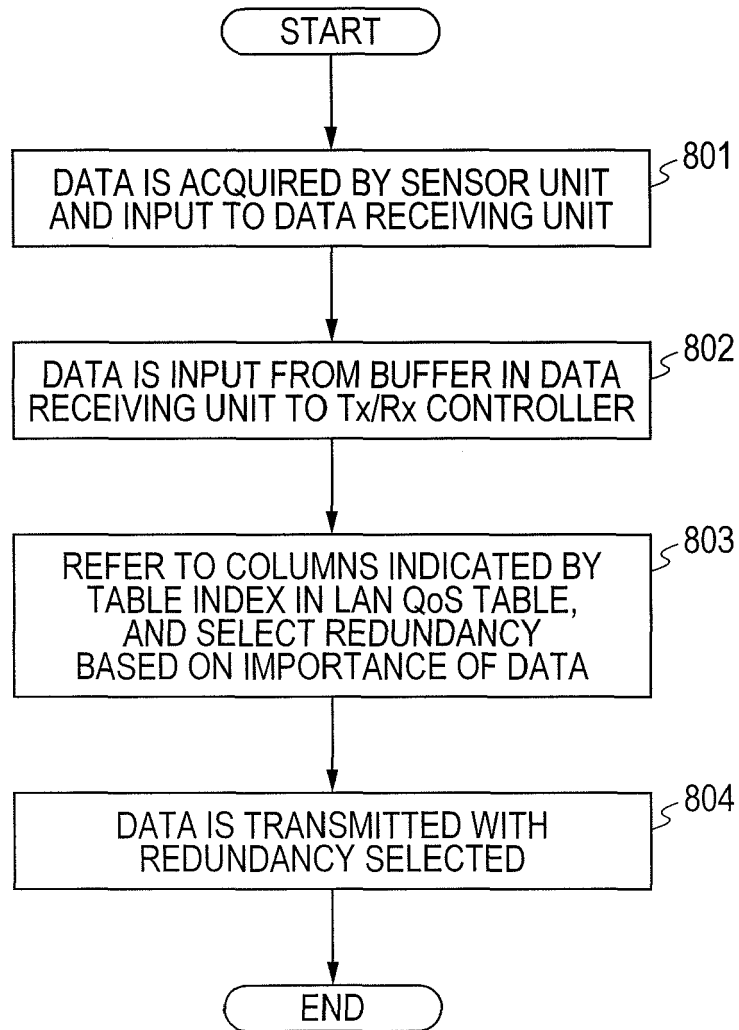 START
801
DATA IS ACQUIRED BY SENSOR UNIT
AND INPUT TO DATA RECEIVING UNIT
802
DATA IS INPUT FROM BUFFER IN DATA
RECEIVING UNIT TO Tx/Rx CONTROLLER
803
REFER TO COLUMNS INDICATED BY
TABLE INDEX IN LAN QoS TABLE,
AND SELECT REDUNDANCY
BASED ON IMPORTANCE OF DATA
804
DATA IS TRANSMITTED WITH
REDUNDANCY SELECTED
END